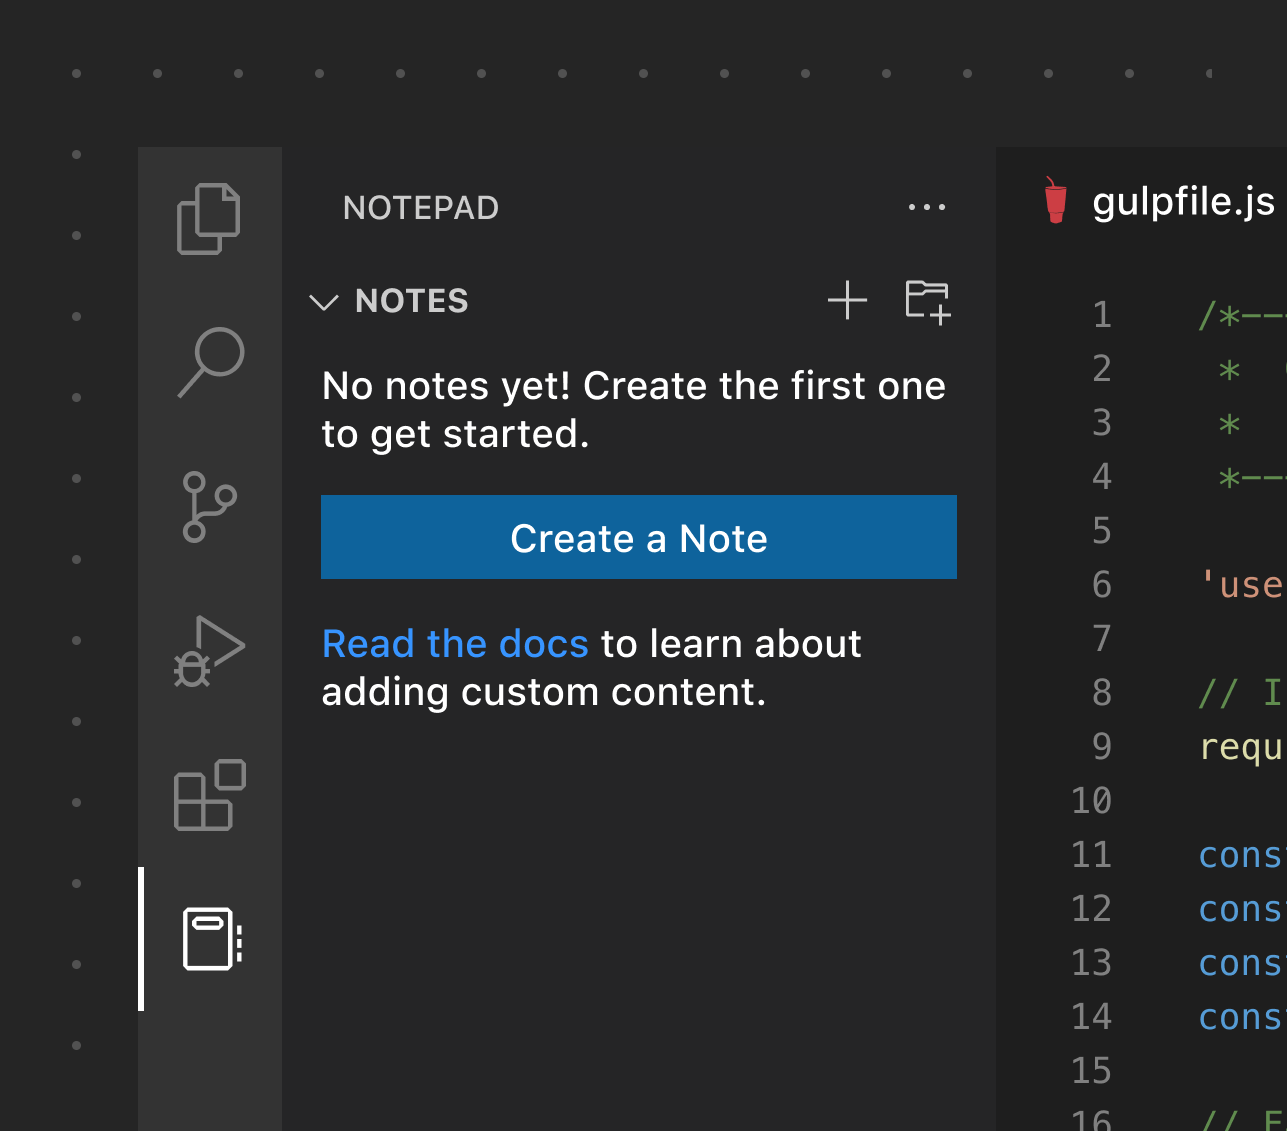 NOTEPAD
NOTES
No notes yet! Create the first one
to get started.
Create a Note
Read the docs to learn about
adding custom content.
gulpfile.js
1 /*---
2 *
3 *
4 *---
5
6 'use
7
8 // I
9 requ
10
11 cons
12 cons
13 cons
14 cons
15
16 // E